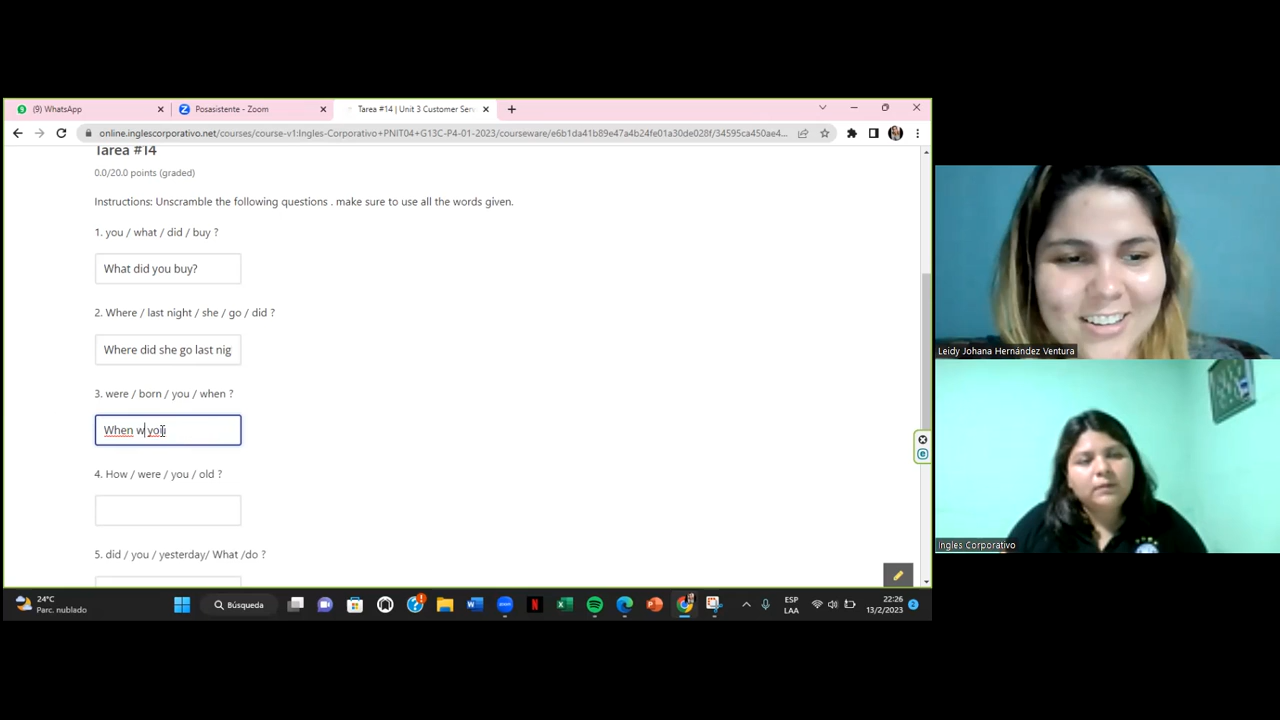 (9) WhatsApp
Posasistente - Zoom
Tarea #14 | Unit 3 Customer Serv
online.inglescorporativo.net/courses/course-v1:Ingles-Corporativo+PNIT04+G13C-P4-01-2023/courseware/e6b1da41b89e47a4b24fe01a30de028f/34595ca450ae4...
Tarea #14
0.0/20.0 points (graded)
Instructions: Unscramble the following questions . make sure to use all the words given.
1. you / what / did / buy ?
What did you buy?
2. Where / last night / she / go / did ?
Where did she go last nig
3. were / born / you / when ?
When w you
4. How / were / you / old ?
5. did / you / yesterday/ What /do ?
Leidy Johana Hernández Ventura
Ingles Corporativo
24°C
Parc. nublado
Búsqueda
ESP
LAA
22:26
13/2/2023
2